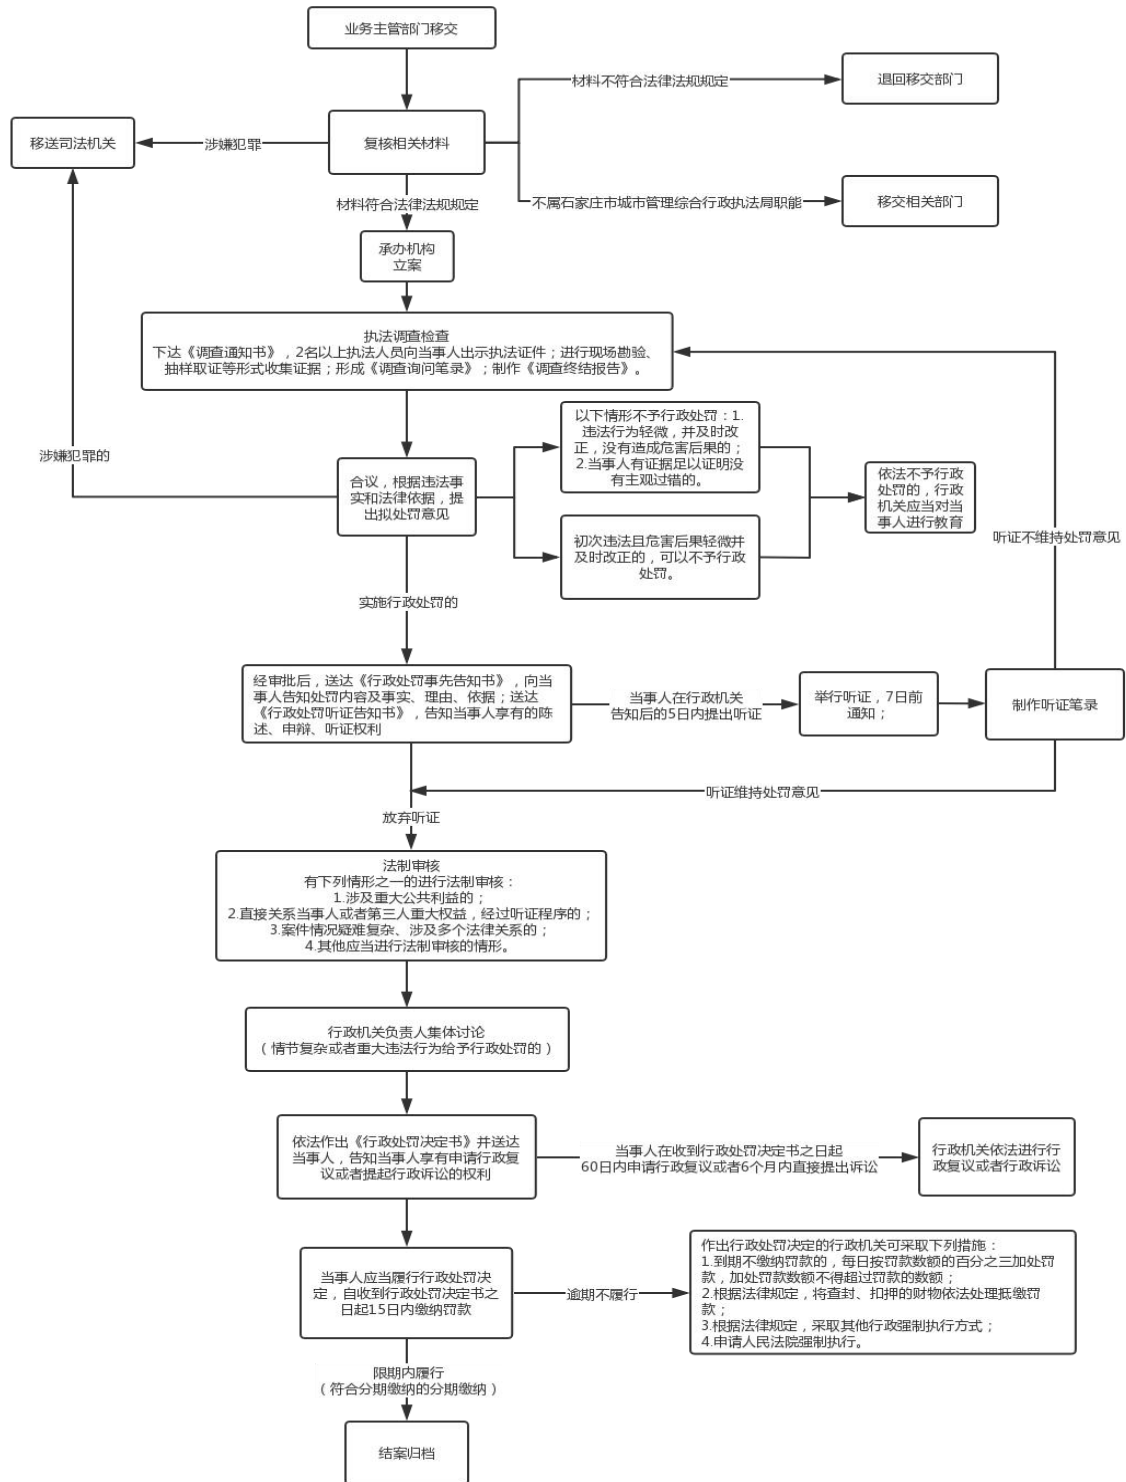 业务主管部门移交
材料不符合法律法规规定
退回移交部门
移送司法机关
涉嫌犯罪
复核相关材料
不属石家庄市城市管理综合行政执法局职能
移交相关部门
材料符合法律法规规定
承办机构
立案
执法调查检查
下达《调查通知书》，2名以上执法人员向当事人出示执法证件；进行现场勘验、
抽样取证等形式收集证据；形成《调查询问笔录》；制作《调查终结报告》。
涉嫌犯罪的
合议，根据违法事
实和法律依据，提
出拟处罚意见
以下情形不予行政处罚：1.
违法行为轻微，并及时改
正，没有造成危害后果的；
2.当事人有证据足以证明没
有主观过错的。
初次违法且危害后果轻微并
及时改正的，可以不予行政
处罚。
依法不予行政
处罚的，行政
机关应当对当
事人进行教育
听证不维持处罚意见
实施行政处罚的
经审批后，送达《行政处罚事先告知书》，向当
事人告知处罚内容及事实、理由、依据；送达
《行政处罚听证告知书》，告知当事人享有的陈
述、申辩、听证权利
当事人在行政机关
告知后的5日内提出听证
举行听证，7日前
通知；
制作听证笔录
听证维持处罚意见
放弃听证
法制审核
有下列情形之一的进行法制审核：
1.涉及重大公共利益的；
2.直接关系当事人或者第三人重大权益，经过听证程序的；
3.案件情况疑难复杂、涉及多个法律关系的；
4.其他应当进行法制审核的情形。
行政机关负责人集体讨论
（情节复杂或者重大违法行为给予行政处罚的）
依法作出《行政处罚决定书》并送达
当事人，告知当事人享有申请行政复
议或者提起行政诉讼的权利
当事人在收到行政处罚决定书之日起
60日内申请行政复议或者6个月内直接提出诉讼
行政机关依法进行行
政复议或者行政诉讼
当事人应当履行行政处罚决
定，自收到行政处罚决定书之
日起15日内缴纳罚款
逾期不履行
作出行政处罚决定的行政机关可采取下列措施：
1.到期不缴纳罚款的，每日按罚款数额的百分之三加处罚
款，加处罚款数额不得超过罚款的数额；
2.根据法律规定，将查封、扣押的财物依法处理抵缴罚
款；
3.根据法律规定，采取其他行政强制执行方式；
4.申请人民法院强制执行。
限期内履行
（符合分期缴纳的分期缴纳）
结案归档